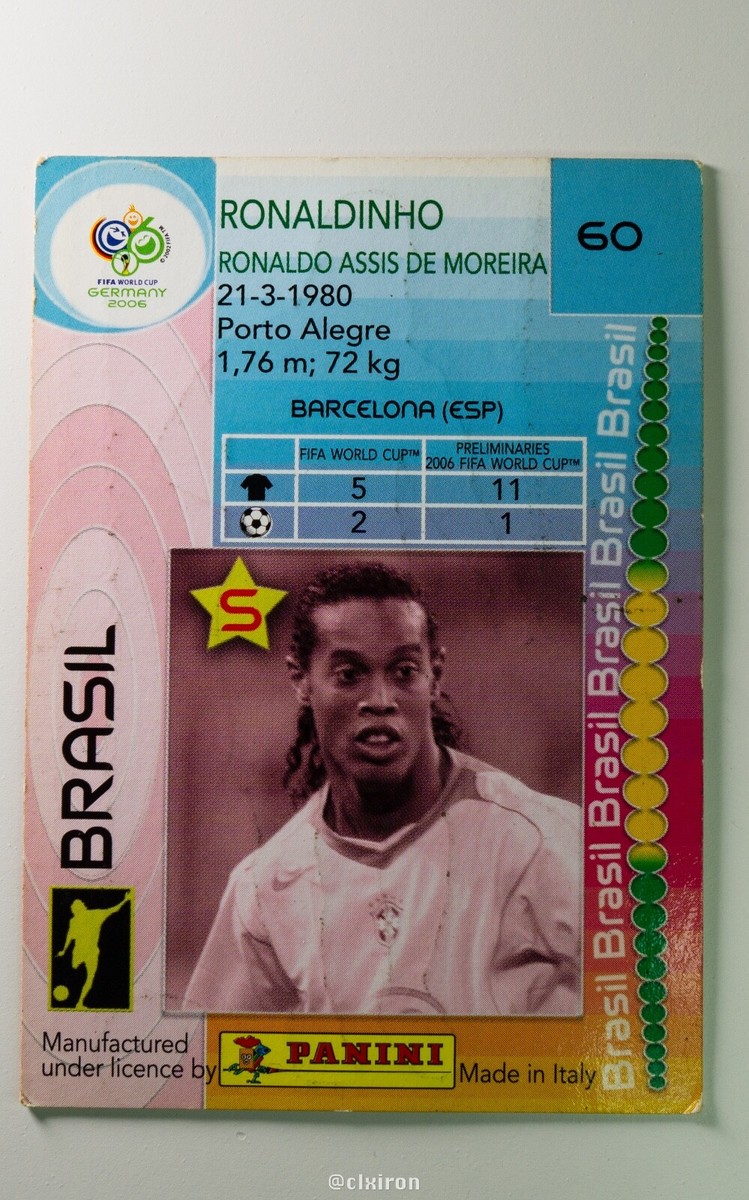 RONALDINHO
60
RONALDO ASSIS DE MOREIRA
21-3-1980
Porto Alegre
1,76 m; 72 kg
FIFA WORLD CUP
GERMANY
2006
BARCELONA (ESP)
FIFA WORLD CUP™ PRELIMINARIES 2006 FIFA WORLD CUP™
5 11
2 1
S
BRASIL
Brasil Brasil Brasil Brasil Brasil Brasil
Manufactured
under licence by PANINI Made in Italy
@clxiron